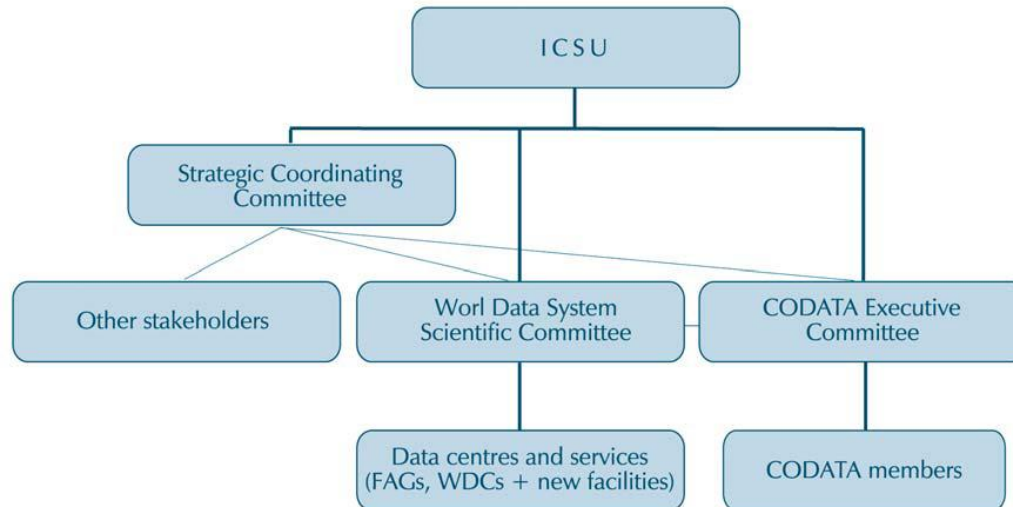 ICSU
Strategic Coordinating
Committee
Other stakeholders
Worl Data System
Scientific Committee
CODATA Executive
Committee
Data centres and services
(FAGs, WDCs + new facilities)
CODATA members